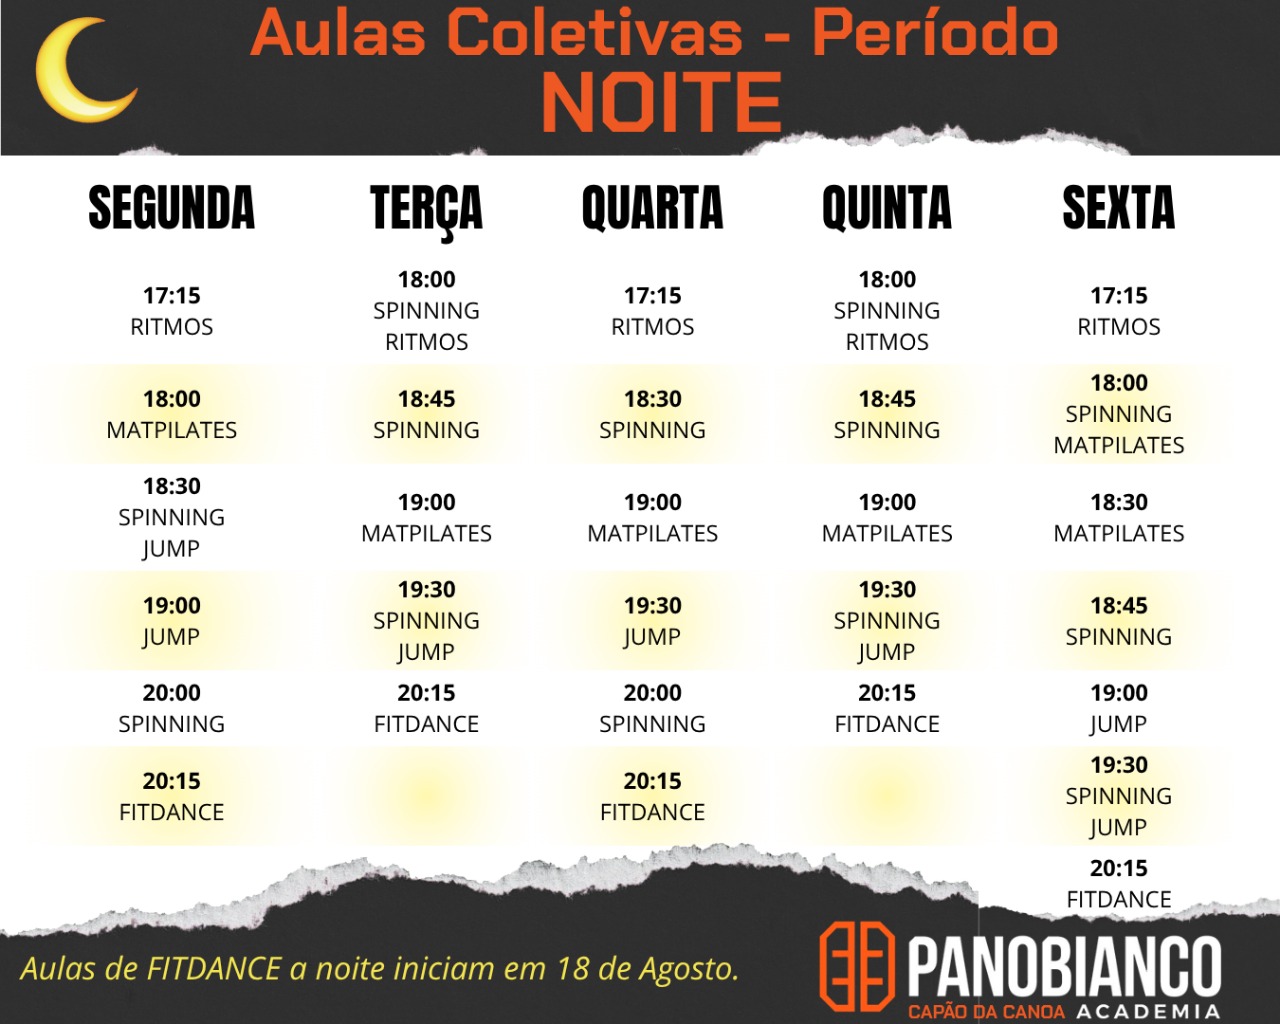 Aulas Coletivas - Período
NOITE
SEGUNDA TERÇA QUARTA QUINTA SEXTA
17:15
RITMOS
18:00
SPINNING
RITMOS
17:15
RITMOS
18:00
SPINNING
RITMOS
17:15
RITMOS
18:00
MATPILATES
18:45
SPINNING
18:30
SPINNING
18:45
SPINNING
18:00
SPINNING
MATPILATES
18:30
SPINNING
JUMP
19:00
MATPILATES
19:00
MATPILATES
19:00
MATPILATES
18:30
MATPILATES
19:00
JUMP
19:30
SPINNING
JUMP
19:30
JUMP
19:30
SPINNING
JUMP
18:45
SPINNING
20:00
SPINNING
20:15
FITDANCE
20:00
SPINNING
20:15
FITDANCE
19:00
JUMP
20:15
FITDANCE
20:15
FITDANCE
19:30
SPINNING
JUMP
20:15
FITDANCE
Aulas de FITDANCE a noite iniciam em 18 de Agosto.
PANOBIANCO
CAPÃO DA CANOA ACADEMIA